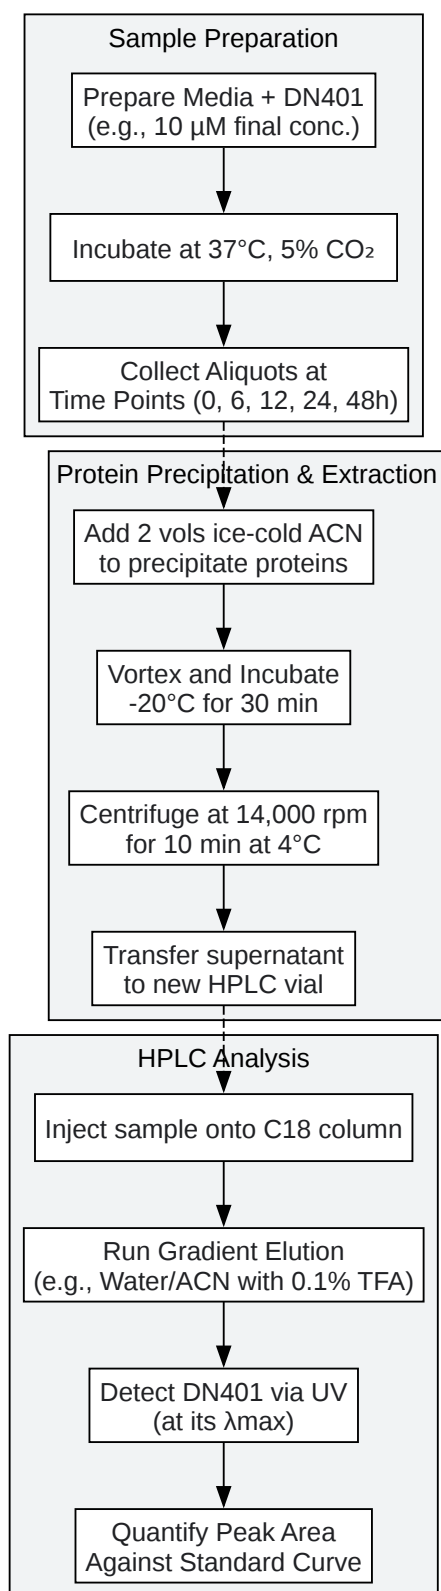 Sample Preparation
Prepare Media + DN401
(e.g., 10 µM final conc.)
Incubate at 37°C, 5% CO₂
Collect Aliquots at
Time Points (0, 6, 12, 24, 48h)
Protein Precipitation & Extraction
Add 2 vols ice-cold ACN
to precipitate proteins
Vortex and Incubate
-20°C for 30 min
Centrifuge at 14,000 rpm
for 10 min at 4°C
Transfer supernatant
to new HPLC vial
HPLC Analysis
Inject sample onto C18 column
Run Gradient Elution
(e.g., Water/ACN with 0.1% TFA)
Detect DN401 via UV
(at its λmax)
Quantify Peak Area
Against Standard Curve